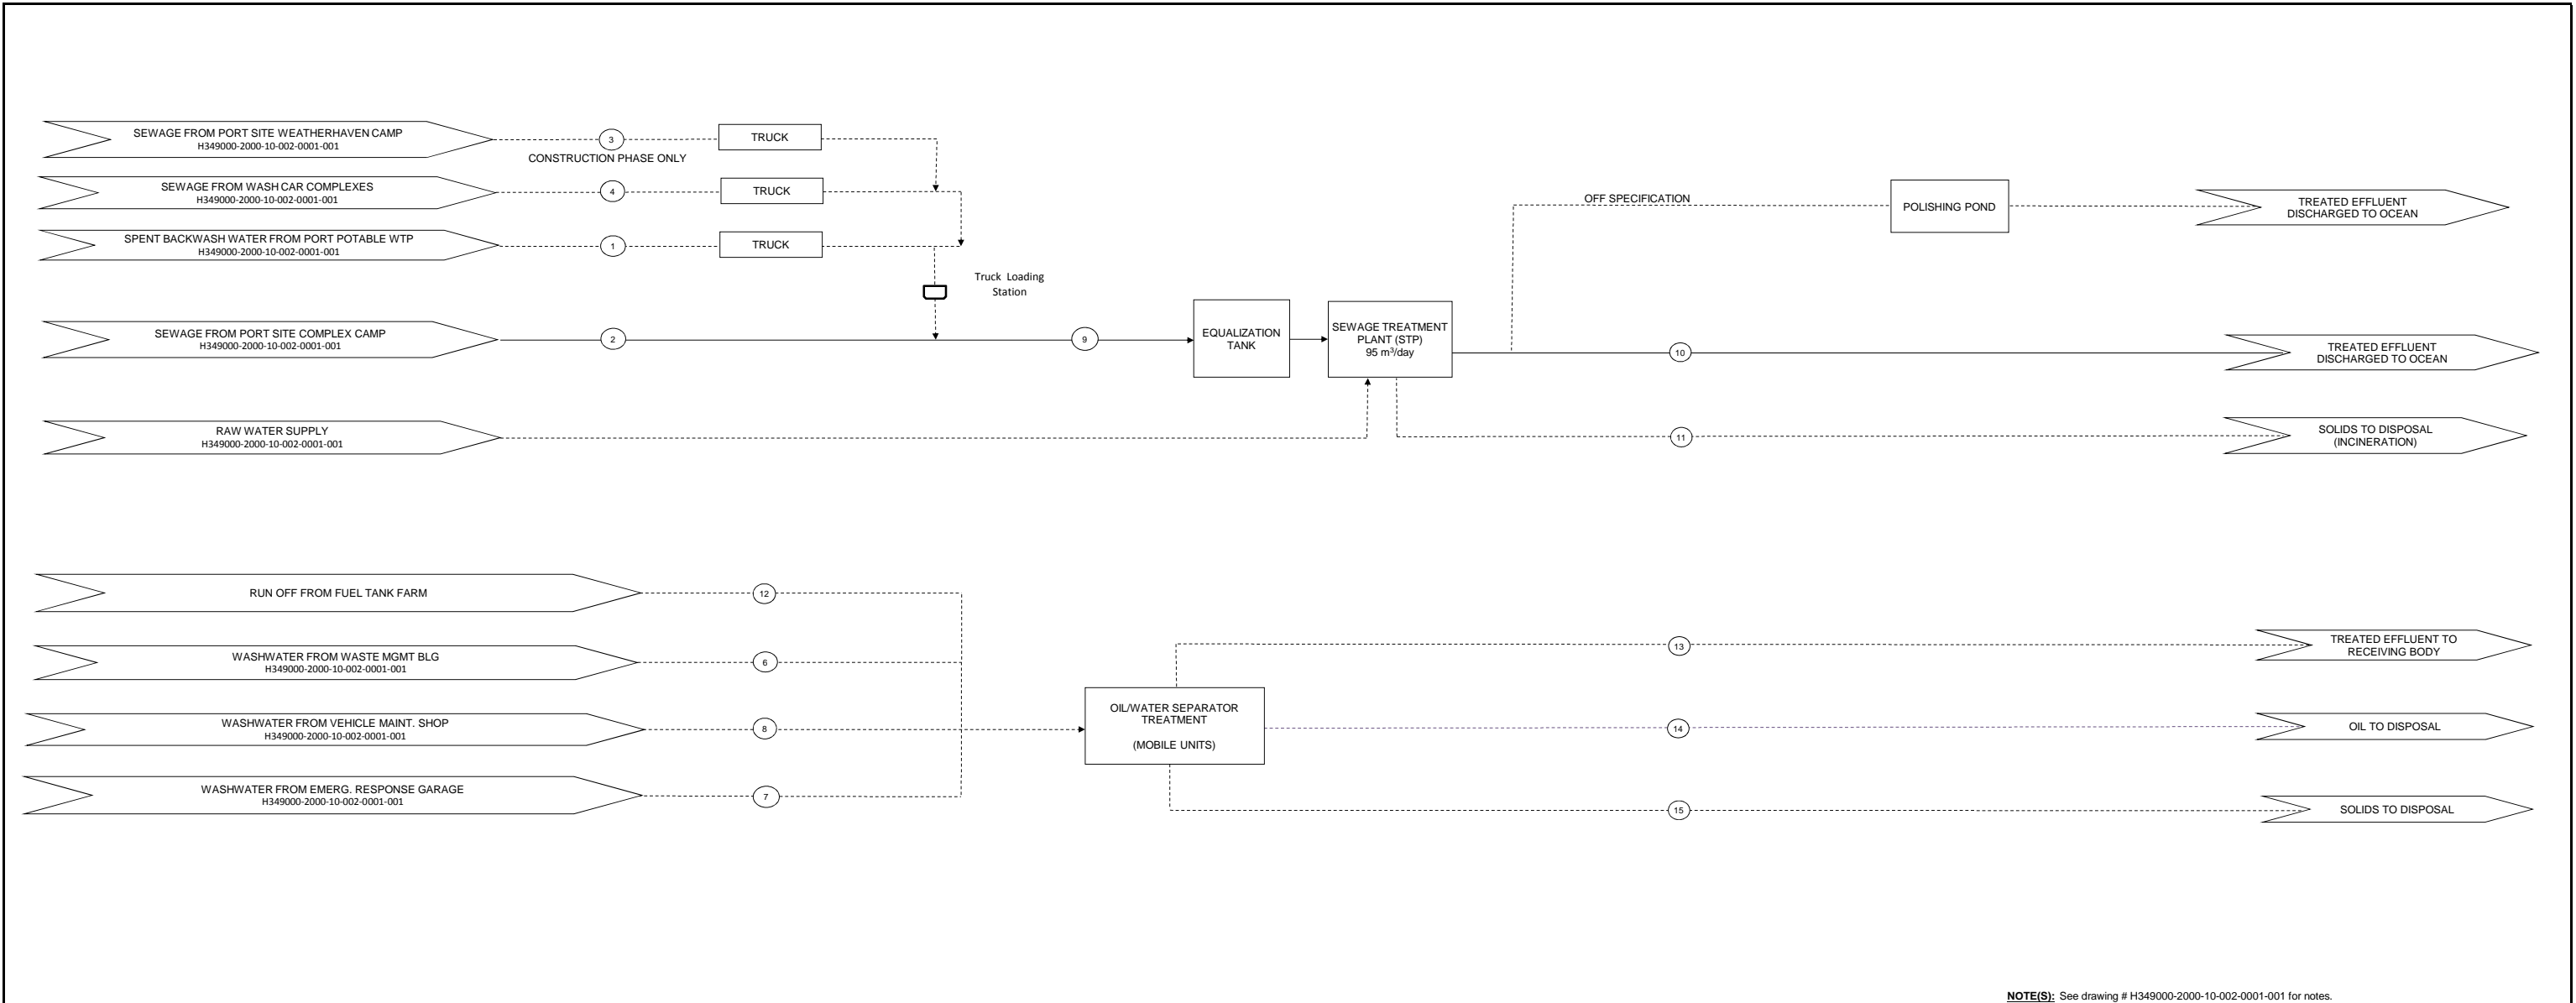 SEWAGE FROM PORT SITE WEATHERHAVEN CAMP
H349000-2000-10-002-0001-001
3
CONSTRUCTION PHASE ONLY
TRUCK
SEWAGE FROM WASH CAR COMPLEXES
H349000-2000-10-002-0001-001
4
TRUCK
SPENT BACKWASH WATER FROM PORT POTABLE WTP
H349000-2000-10-002-0001-001
1
TRUCK
Truck Loading
Station
OFF SPECIFICATION
POLISHING POND
TREATED EFFLUENT
DISCHARGED TO OCEAN
SEWAGE FROM PORT SITE COMPLEX CAMP
H349000-2000-10-002-0001-001
2
9
EQUALIZATION
TANK
SEWAGE TREATMENT
PLANT (STP)
95 m³/day
10
TREATED EFFLUENT
DISCHARGED TO OCEAN
RAW WATER SUPPLY
H349000-2000-10-002-0001-001
11
SOLIDS TO DISPOSAL
(INCINERATION)
RUN OFF FROM FUEL TANK FARM
12
WASHWATER FROM WASTE MGMT BLG
H349000-2000-10-002-0001-001
6
WASHWATER FROM VEHICLE MAINT. SHOP
H349000-2000-10-002-0001-001
8
WASHWATER FROM EMERG. RESPONSE GARAGE
H349000-2000-10-002-0001-001
7
OIL/WATER SEPARATOR
TREATMENT
(MOBILE UNITS)
13
TREATED EFFLUENT TO
RECEIVING BODY
14
OIL TO DISPOSAL
15
SOLIDS TO DISPOSAL
NOTE(S): See drawing # H349000-2000-10-002-0001-001 for notes.